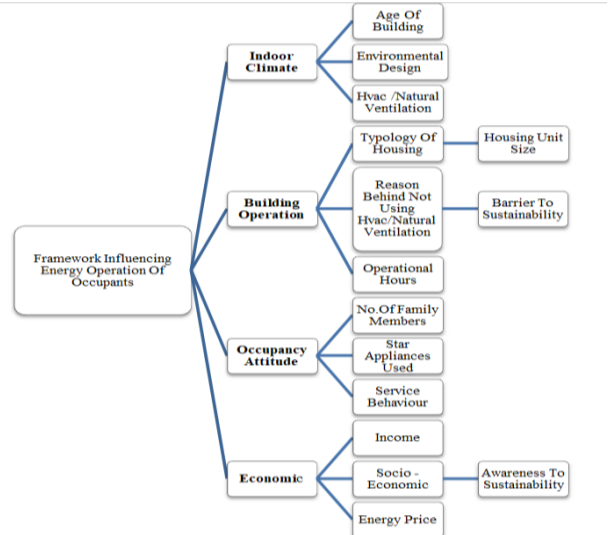 Framework Influencing
Energy Operation Of
Occupants
Indoor
Climate
Age Of
Building
Environmental
Design
Hvac /Natural
Ventilation
Building
Operation
Typology Of
Housing
Housing Unit
Size
Reason
Behind Not
Using
Hvac/Natural
Ventilation
Barrier To
Sustainability
Operational
Hours
Occupancy
Attitude
No.Of Family
Members
Star
Appliances
Used
Service
Behaviour
Economic
Income
Socio -
Economic
Awareness To
Sustainability
Energy Price